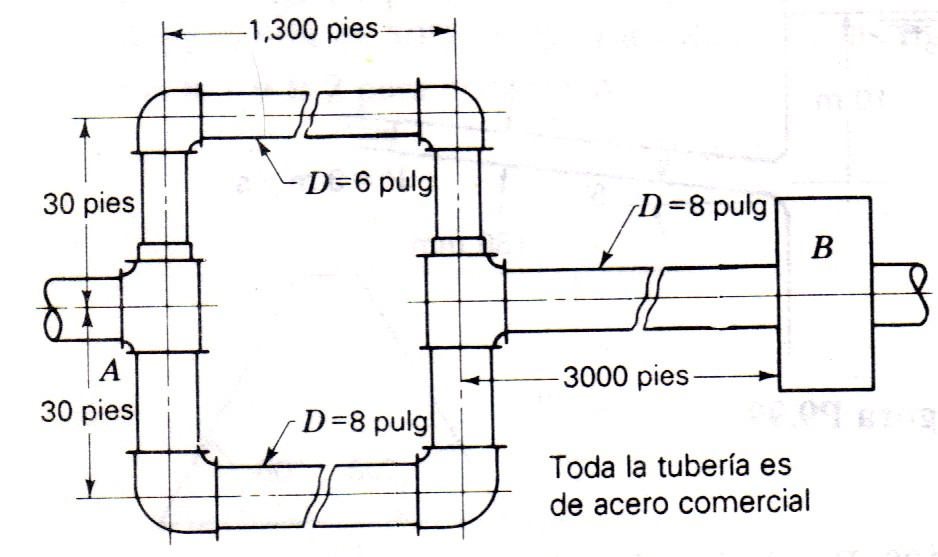 1,300 pies
D=6 pulg
30 pies
D=8 pulg
B
A
3000 pies
30 pies
D=8 pulg
Toda la tubería es
de acero comercial